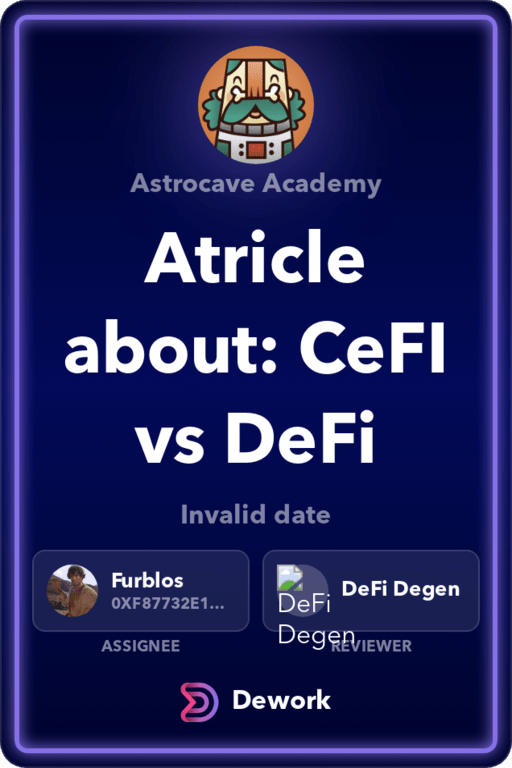 Astrocave Academy
Atricle
about: CeFI
vs DeFi
Invalid date
Furblos
0XF87732E1...
ASSIGNEE
DeFi Degen
DeFi
Degen
REVIEWER
Dework